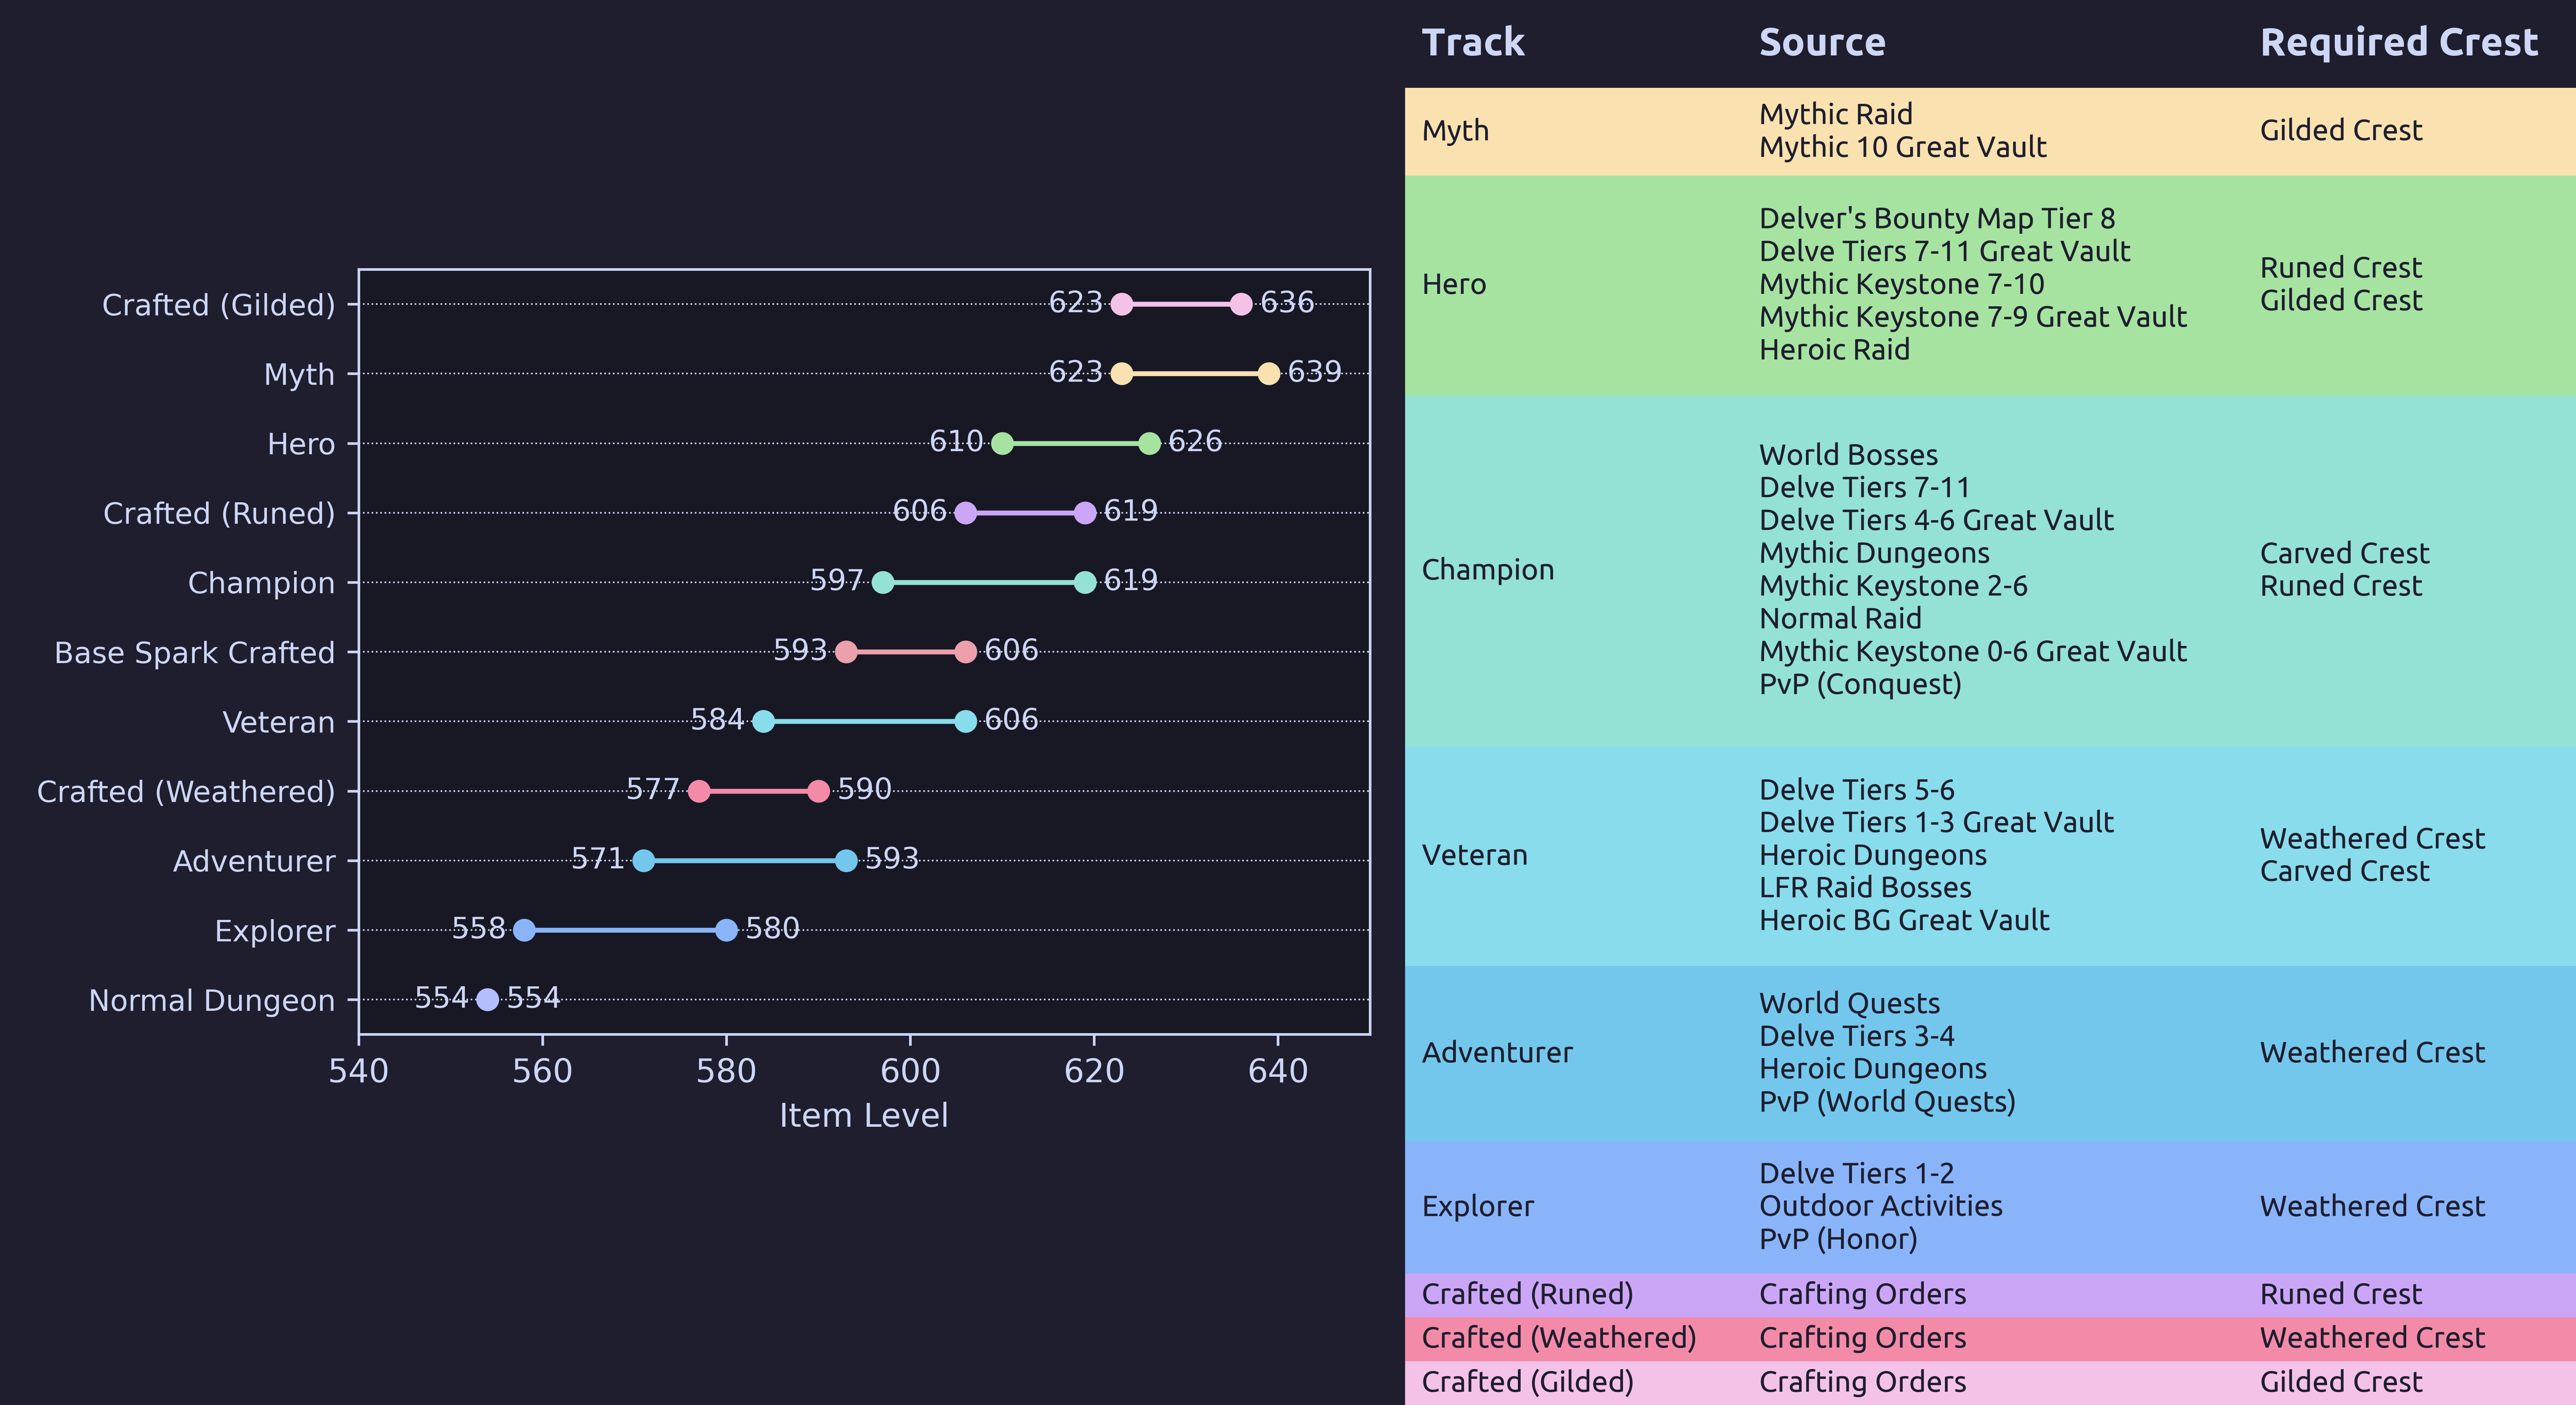 Crafted (Gilded) 623 636
Myth 623 639
Hero 610 626
Crafted (Runed) 606 619
Champion 597 619
Base Spark Crafted 593 606
Veteran 584 606
Crafted (Weathered) 577 590
Adventurer 571 593
Explorer 558 580
Normal Dungeon 554 554
540 560 580 600 620 640
Item Level
Track Source Required Crest
Myth
Mythic Raid
Mythic 10 Great Vault
Gilded Crest
Hero
Delver's Bounty Map Tier 8
Delve Tiers 7-11 Great Vault
Mythic Keystone 7-10
Mythic Keystone 7-9 Great Vault
Heroic Raid
Runed Crest
Gilded Crest
Champion
World Bosses
Delve Tiers 7-11
Delve Tiers 4-6 Great Vault
Mythic Dungeons
Mythic Keystone 2-6
Normal Raid
Mythic Keystone 0-6 Great Vault
PvP (Conquest)
Carved Crest
Runed Crest
Veteran
Delve Tiers 5-6
Delve Tiers 1-3 Great Vault
Heroic Dungeons
LFR Raid Bosses
Heroic BG Great Vault
Weathered Crest
Carved Crest
Adventurer
World Quests
Delve Tiers 3-4
Heroic Dungeons
PvP (World Quests)
Weathered Crest
Explorer
Delve Tiers 1-2
Outdoor Activities
PvP (Honor)
Weathered Crest
Crafted (Runed) Crafting Orders Runed Crest
Crafted (Weathered) Crafting Orders Weathered Crest
Crafted (Gilded) Crafting Orders Gilded Crest